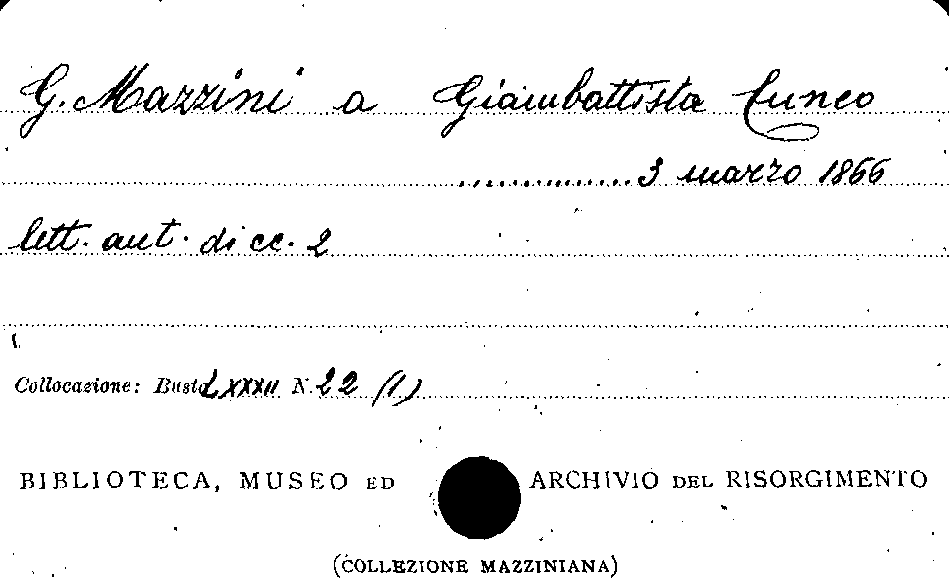 G. Mazzini a Giambattista Cuneo
...............3 marzo 1866
lett. aut. di cc. 2
Collocazione: Busta LXXXII N. 22 (1)
BIBLIOTECA, MUSEO ED ARCHIVIO DEL RISORGIMENTO
(COLLEZIONE MAZZINIANA)